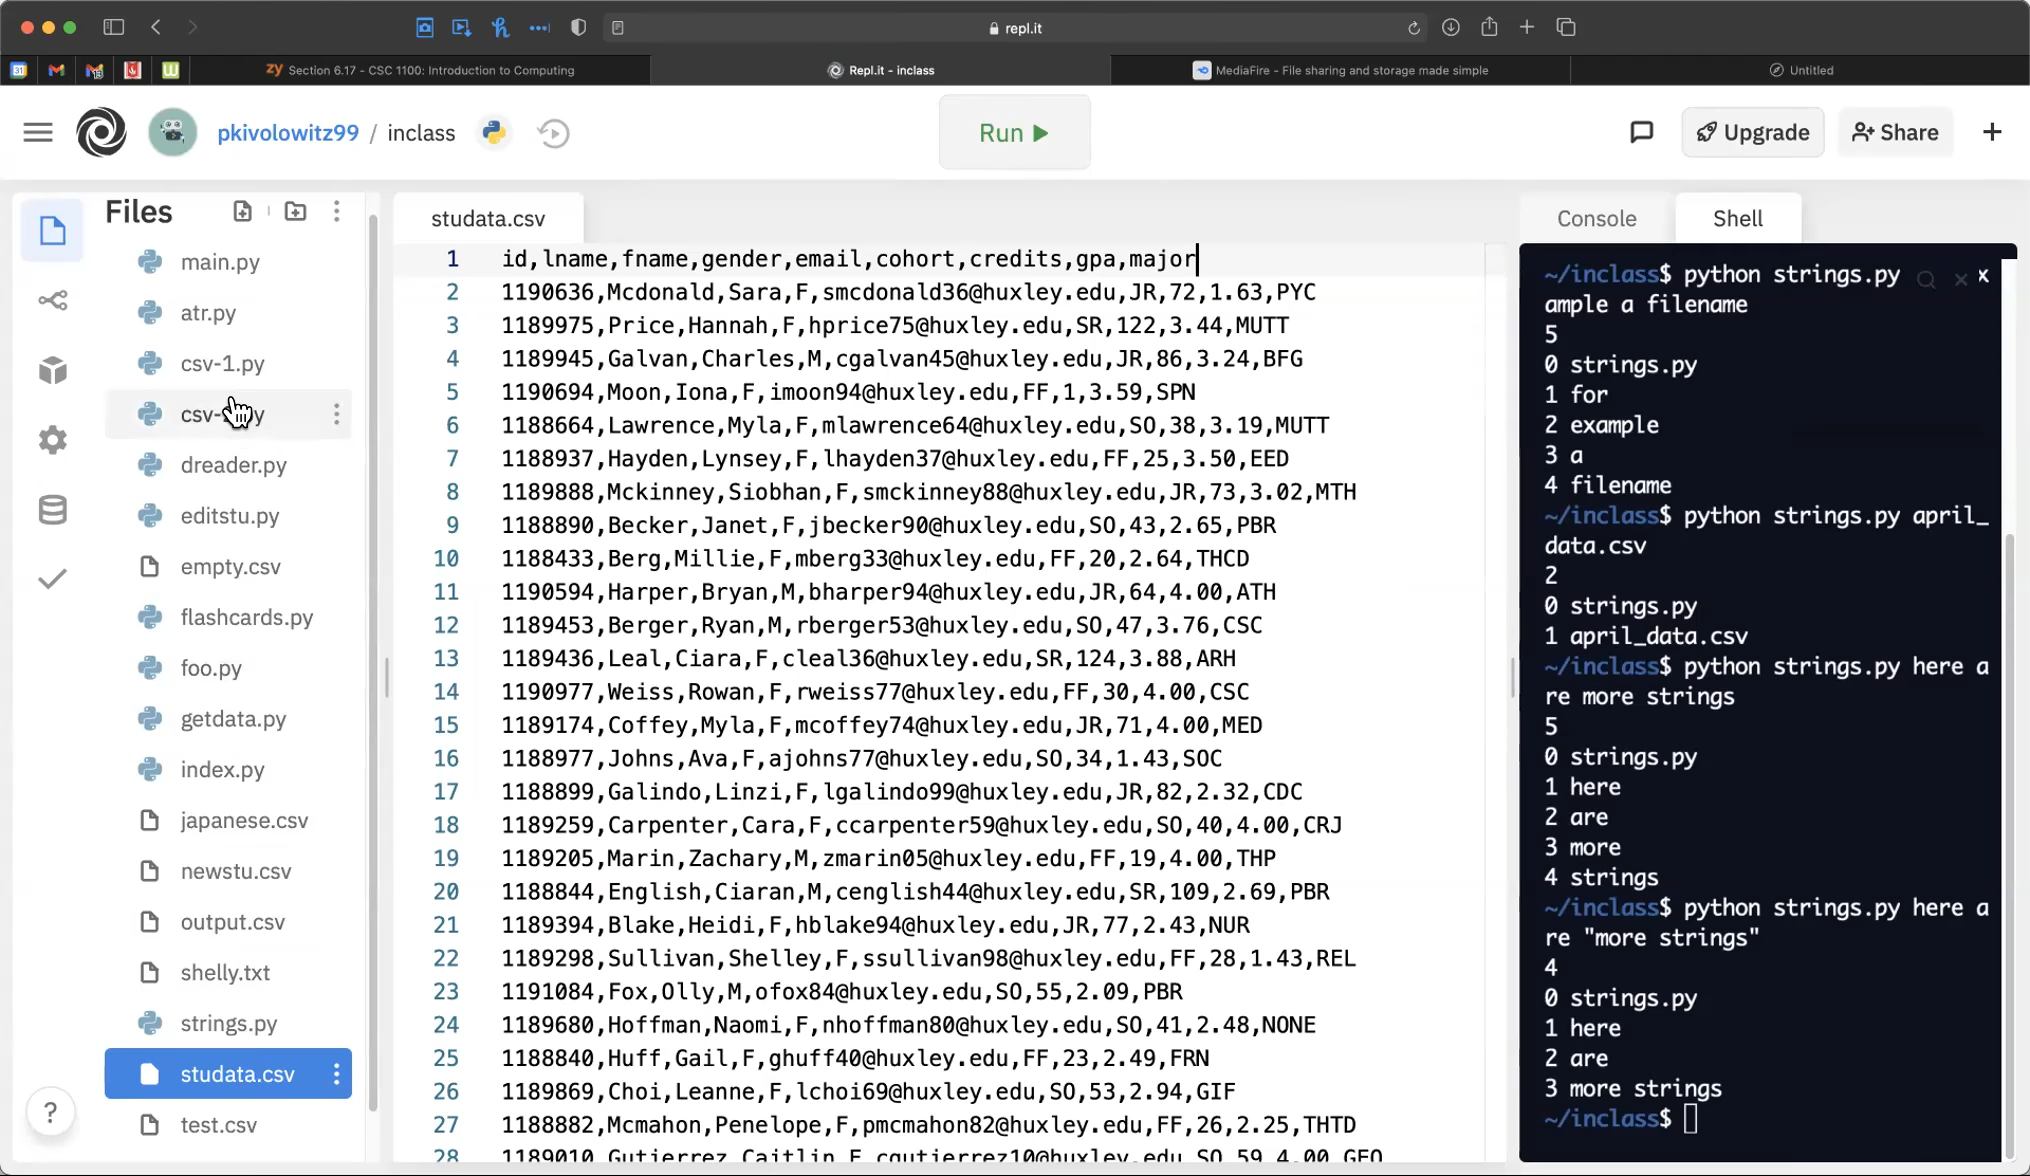 repl.it
Section 6.17 - CSC 1100: Introduction to Computing
Repl.it - inclass
MediaFire - File sharing and storage made simple
Untitled
pkivolowitz99 / inclass
Run
Upgrade
Share
Files
main.py
atr.py
csv-1.py
dreader.py
editstu.py
empty.csv
flashcards.py
foo.py
getdata.py
index.py
japanese.csv
newstu.csv
output.csv
shelly.txt
strings.py
studata.csv
test.csv
studata.csv
1 id,lname,fname,gender,email,cohort,credits,gpa,major
2 1190636,Mcdonald,Sara,F,smcdonald36@huxley.edu,JR,72,1.63,PYC
3 1189975,Price,Hannah,F,hprice75@huxley.edu,SR,122,3.44,MUTT
4 1189945,Galvan,Charles,M,cgalvan45@huxley.edu,JR,86,3.24,BFG
5 1190694,Moon,Iona,F,imoon94@huxley.edu,FF,1,3.59,SPN
6 1188664,Lawrence,Myla,F,mlawrence64@huxley.edu,SO,38,3.19,MUTT
7 1188937,Hayden,Lynsey,F,lhayden37@huxley.edu,FF,25,3.50,EED
8 1189888,Mckinney,Siobhan,F,smckinney88@huxley.edu,JR,73,3.02,MTH
9 1188890,Becker,Janet,F,jbecker90@huxley.edu,SO,43,2.65,PBR
10 1188433,Berg,Millie,F,mberg33@huxley.edu,FF,20,2.64,THCD
11 1190594,Harper,Bryan,M,bharper94@huxley.edu,JR,64,4.00,ATH
12 1189453,Berger,Ryan,M,rberger53@huxley.edu,SO,47,3.76,CSC
13 1189436,Leal,Ciara,F,cleal36@huxley.edu,SR,124,3.88,ARH
14 1190977,Weiss,Rowan,F,rweiss77@huxley.edu,FF,30,4.00,CSC
15 1189174,Coffey,Myla,F,mcoffey74@huxley.edu,JR,71,4.00,MED
16 1188977,Johns,Ava,F,ajohns77@huxley.edu,SO,34,1.43,SOC
17 1188899,Galindo,Linzi,F,lgalindo99@huxley.edu,JR,82,2.32,CDC
18 1189259,Carpenter,Cara,F,ccarpenter59@huxley.edu,SO,40,4.00,CRJ
19 1189205,Marin,Zachary,M,zmarin05@huxley.edu,FF,19,4.00,THP
20 1188844,English,Ciaran,M,cenglish44@huxley.edu,SR,109,2.69,PBR
21 1189394,Blake,Heidi,F,hblake94@huxley.edu,JR,77,2.43,NUR
22 1189298,Sullivan,Shelley,F,ssullivan98@huxley.edu,FF,28,1.43,REL
23 1191084,Fox,Olly,M,ofox84@huxley.edu,SO,55,2.09,PBR
24 1189680,Hoffman,Naomi,F,nhoffman80@huxley.edu,SO,41,2.48,NONE
25 1188840,Huff,Gail,F,ghuff40@huxley.edu,FF,23,2.49,FRN
26 1189869,Choi,Leanne,F,lchoi69@huxley.edu,SO,53,2.94,GIF
27 1188882,Mcmahon,Penelope,F,pmcmahon82@huxley.edu,FF,26,2.25,THTD
28 1189010,Gutierrez,Caitlin,F,cgutierrez10@huxley.edu,SO,59,4.00,GEO
Console
Shell
~/inclass$ python strings.py x
ample a filename
5
0 strings.py
1 for
2 example
3 a
4 filename
~/inclass$ python strings.py april_
data.csv
2
0 strings.py
1 april_data.csv
~/inclass$ python strings.py here a
re more strings
5
0 strings.py
1 here
2 are
3 more
4 strings
~/inclass$ python strings.py here a
re "more strings"
4
0 strings.py
1 here
2 are
3 more strings
~/inclass$